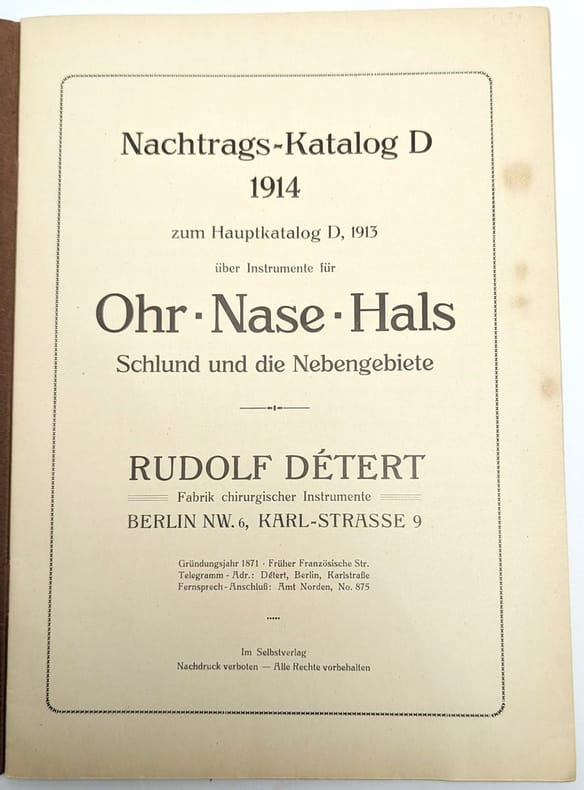 Nachtrags-Katalog D
1914
zum Hauptkatalog D, 1913
über Instrumente für
Ohr · Nase · Hals
Schlund und die Nebengebiete
RUDOLF DÉTERT
Fabrik chirurgischer Instrumente
BERLIN NW. 6, KARL-STRASSE 9
Gründungsjahr 1871 · Früher Französische Str.
Telegramm-Adr.: Détert, Berlin, Karlstraße
Fernsprech-Anschluß: Amt Norden, No. 875
Im Selbstverlag
Nachdruck verboten — Alle Rechte vorbehalten